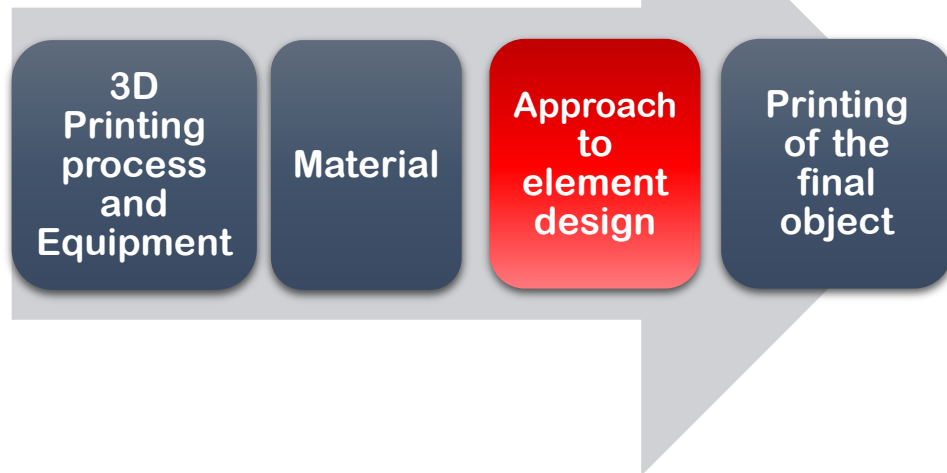 3D
Printing
process
and
Equipment
Material
Approach
to
element
design
Printing
of the
final
object